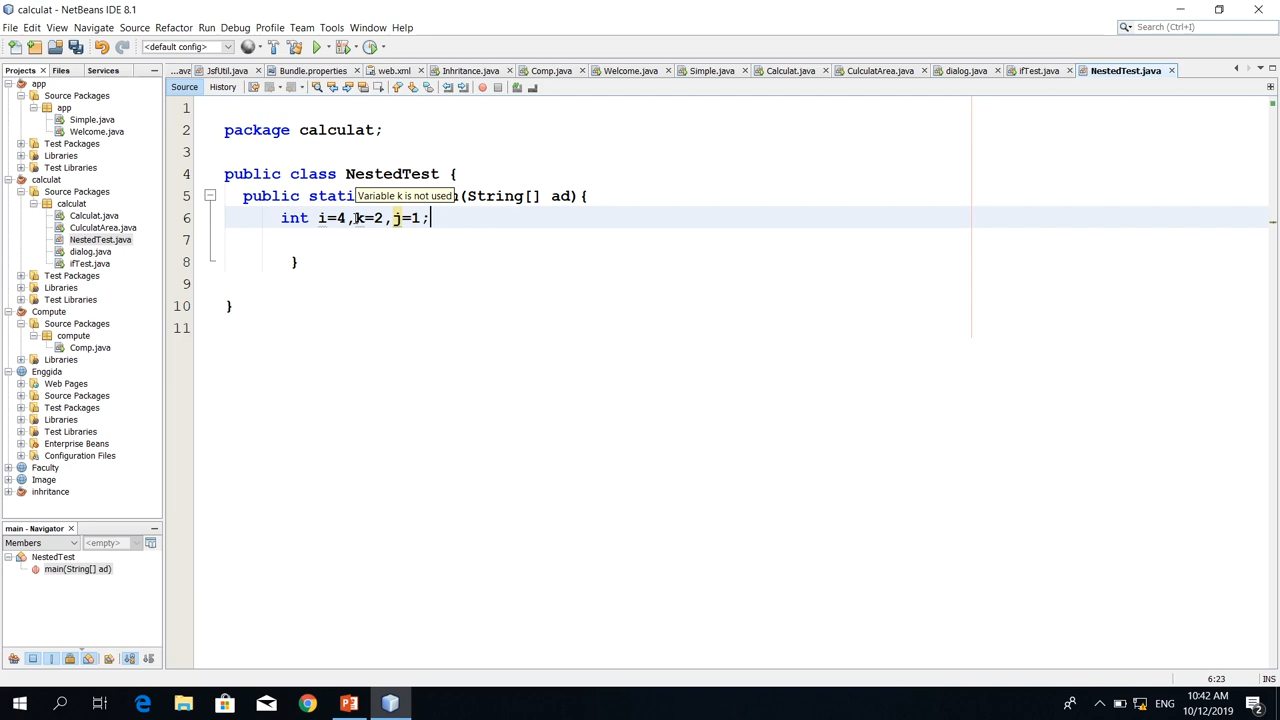 calculat - NetBeans IDE 8.1
File Edit View Navigate Source Refactor Run Debug Profile Team Tools Window Help
Search (Ctrl+I)
<default config>
Projects Files Services
...ava JsfUtil.java Bundle.properties web.xml Inhritance.java Comp.java Welcome.java Simple.java Calculat.java CulculatArea.java dialog.java ifTest.java NestedTest.java
Source History
app
Source Packages
app
Simple.java
Welcome.java
Test Packages
Libraries
Test Libraries
calculat
Source Packages
calculat
Calculat.java
CulculatArea.java
NestedTest.java
dialog.java
ifTest.java
Test Packages
Libraries
Test Libraries
Compute
Source Packages
compute
Comp.java
Libraries
Enggida
Web Pages
Source Packages
Test Packages
Libraries
Test Libraries
Enterprise Beans
Configuration Files
Faculty
Image
inhritance
1
2 package calculat;
3
4 public class NestedTest {
Variable k is not used
5 public stati n(String[] ad){
6 int i=4,k=2,j=1;
7
8 }
9
10 }
11
main - Navigator
Members <empty>
NestedTest
main(String[] ad)
6:23 INS
ENG
10:42 AM
10/12/2019
2